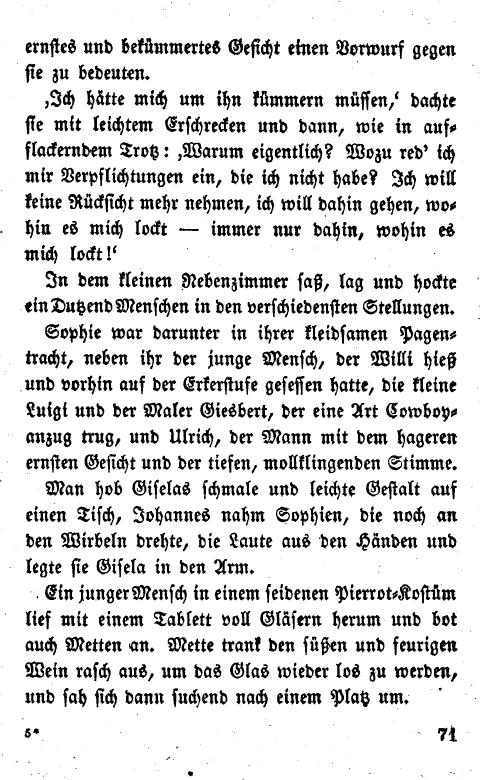 ernstes und bekümmertes Gesicht einen Vorwurf gegen
sie zu bedeuten.
‚Ich hätte mich um ihn kümmern müssen,‘ dachte
sie mit leichtem Erschrecken und dann, wie in auf-
flackerndem Trotz: ‚Warum eigentlich? Wozu red’ ich
mir Verpflichtungen ein, die ich nicht habe? Ich will
keine Rücksicht mehr nehmen, ich will dahin gehen, wo-
hin es mich lockt — immer nur dahin, wohin es
mich lockt!‘
In dem kleinen Nebenzimmer saß, lag und hockte
ein Dutzend Menschen in den verschiedensten Stellungen.
Sophie war darunter in ihrer kleidsamen Pagen-
tracht, neben ihr der junge Mensch, der Willi hieß
und vorhin auf der Erkerstufe gesessen hatte, die kleine
Luigi und der Maler Giesbert, der eine Art Cowboy-
anzug trug, und Ulrich, der Mann mit dem hageren
ernsten Gesicht und der tiefen, mollklingenden Stimme.
Man hob Giselas schmale und leichte Gestalt auf
einen Tisch, Johannes nahm Sophien, die noch an
den Wirbeln drehte, die Laute aus den Händen und
legte sie Gisela in den Arm.
Ein junger Mensch in einem seidenen Pierrot-Kostüm
lief mit einem Tablett voll Gläsern herum und bot
auch Metten an. Mette trank den süßen und feurigen
Wein rasch aus, um das Glas wieder los zu werden,
und sah sich dann suchend nach einem Platz um.
5* 71